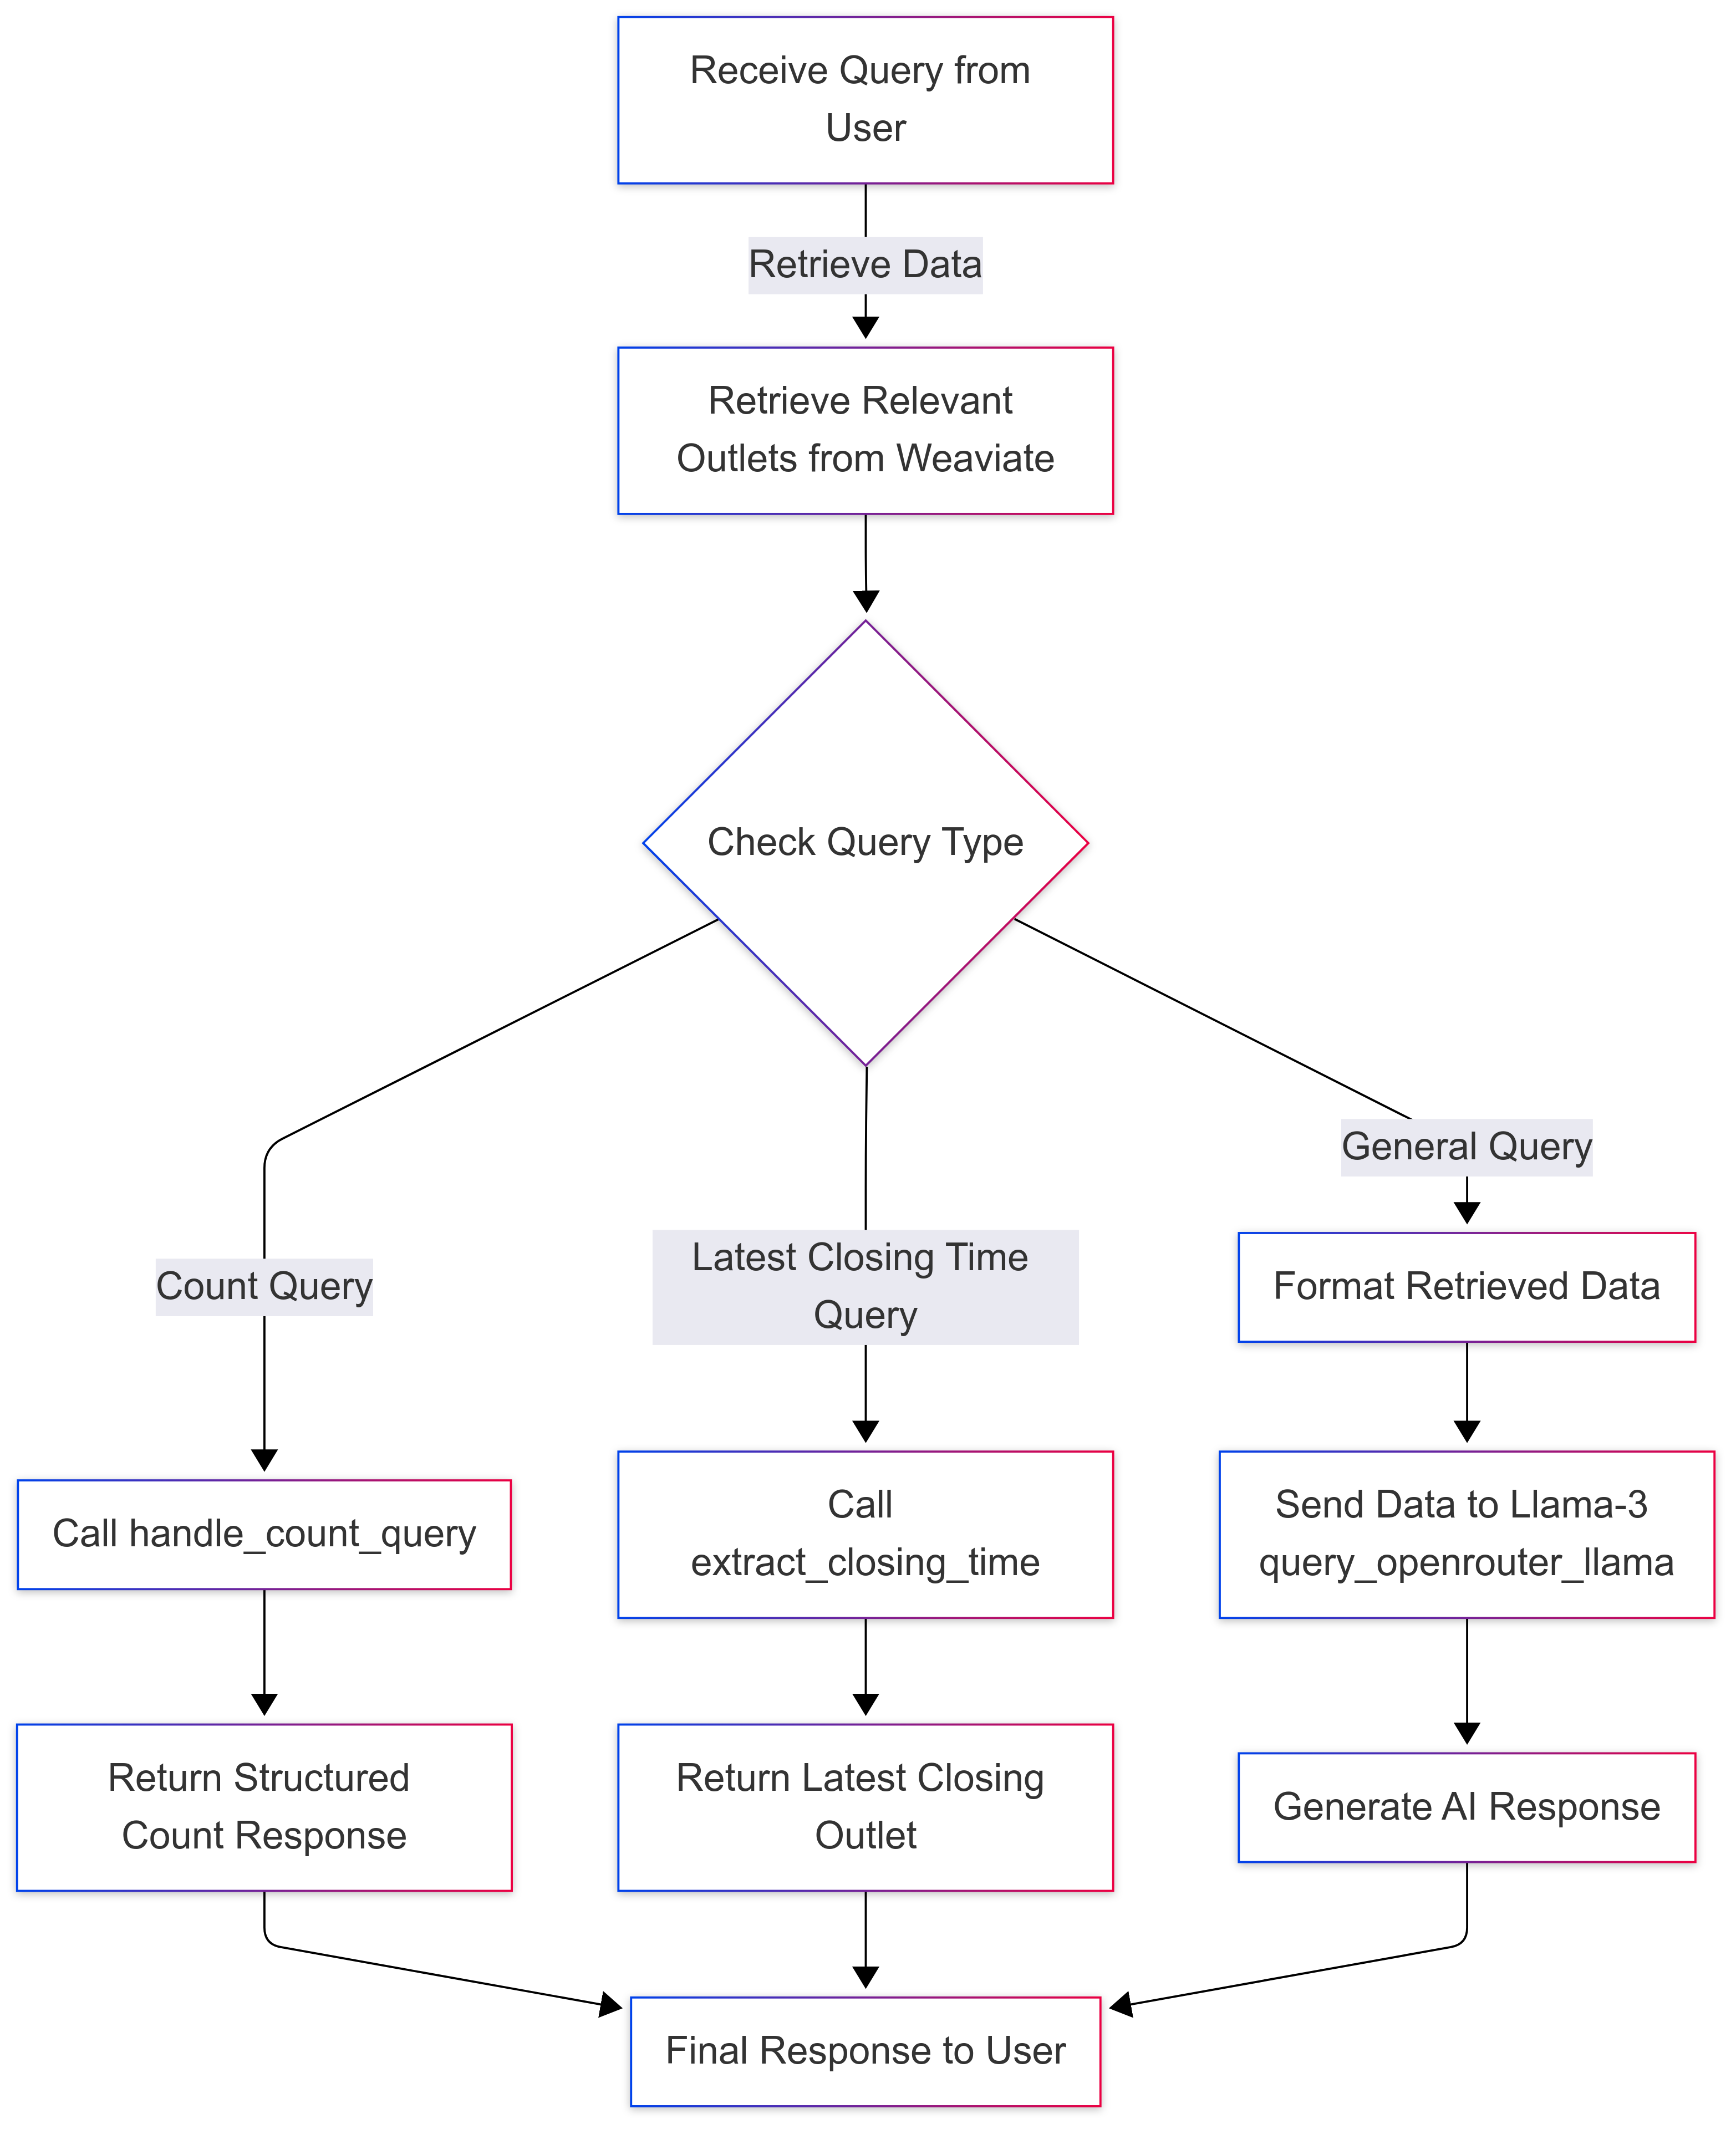 Receive Query from
User
Retrieve Data
Retrieve Relevant
Outlets from Weaviate
Check Query Type
General Query
Count Query
Latest Closing Time
Query
Format Retrieved Data
Call handle_count_query
Call
extract_closing_time
Send Data to Llama-3
query_openrouter_llama
Return Structured
Count Response
Return Latest Closing
Outlet
Generate AI Response
Final Response to User